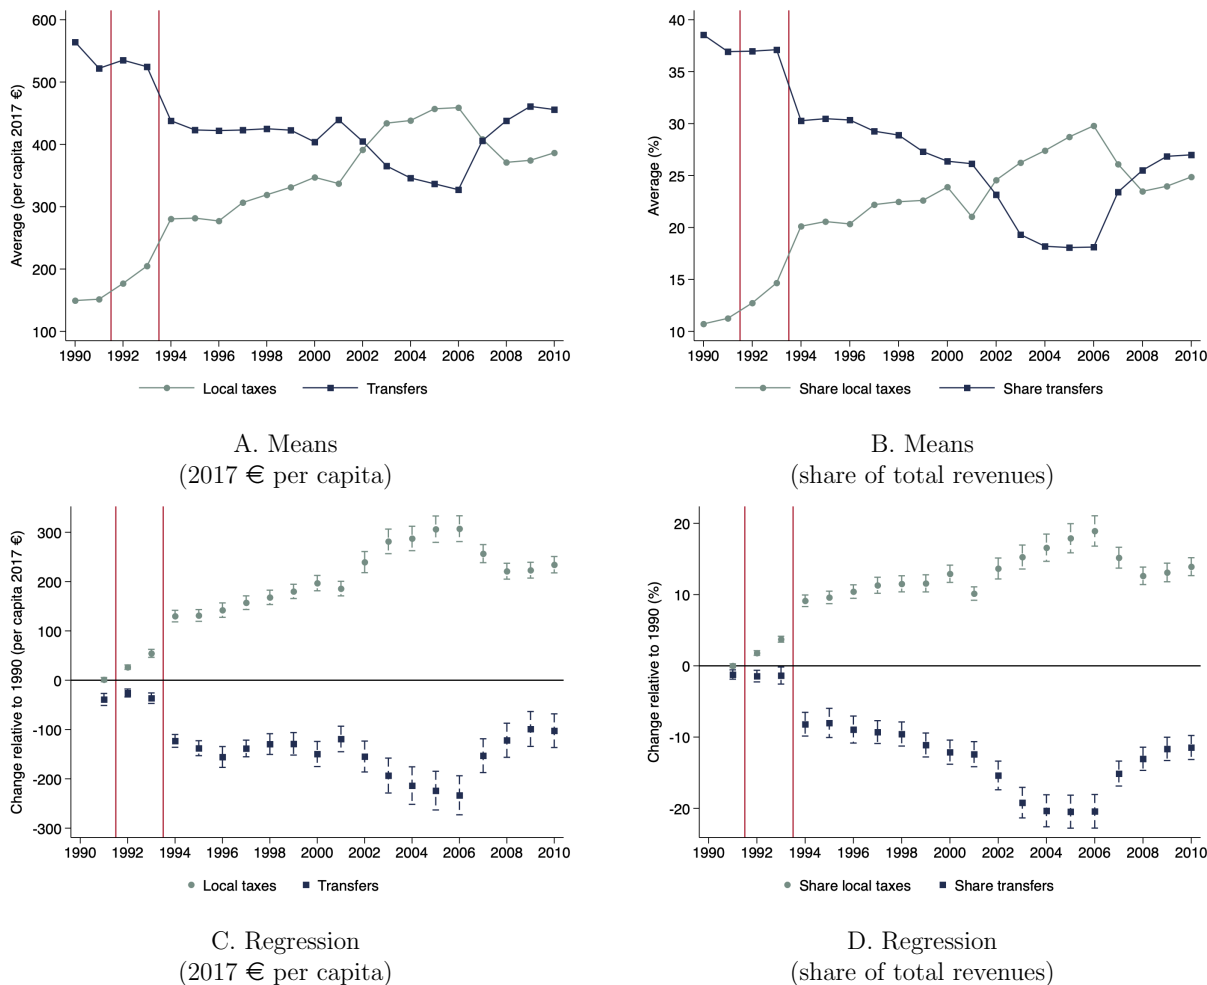 Average (per capita 2017 €)
600
500
400
300
200
100
1990 1992 1994 1996 1998 2000 2002 2004 2006 2008 2010
Local taxes Transfers
A. Means
(2017 € per capita)
Average (%)
40
35
30
25
20
15
10
1990 1992 1994 1996 1998 2000 2002 2004 2006 2008 2010
Share local taxes Share transfers
B. Means
(share of total revenues)
Change relative to 1990 (per capita 2017 €)
300
200
100
0
-100
-200
-300
1990 1992 1994 1996 1998 2000 2002 2004 2006 2008 2010
Local taxes Transfers
C. Regression
(2017 € per capita)
Change relative to 1990 (%)
20
10
0
-10
-20
1990 1992 1994 1996 1998 2000 2002 2004 2006 2008 2010
Share local taxes Share transfers
D. Regression
(share of total revenues)